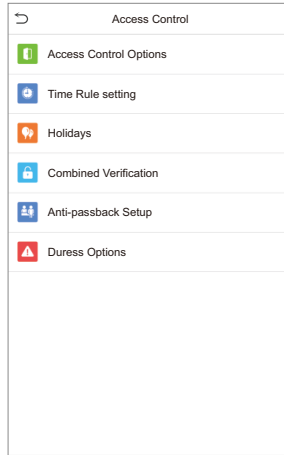 Access Control
Access Control Options
Time Rule setting
Holidays
Combined Verification
Anti-passback Setup
Duress Options